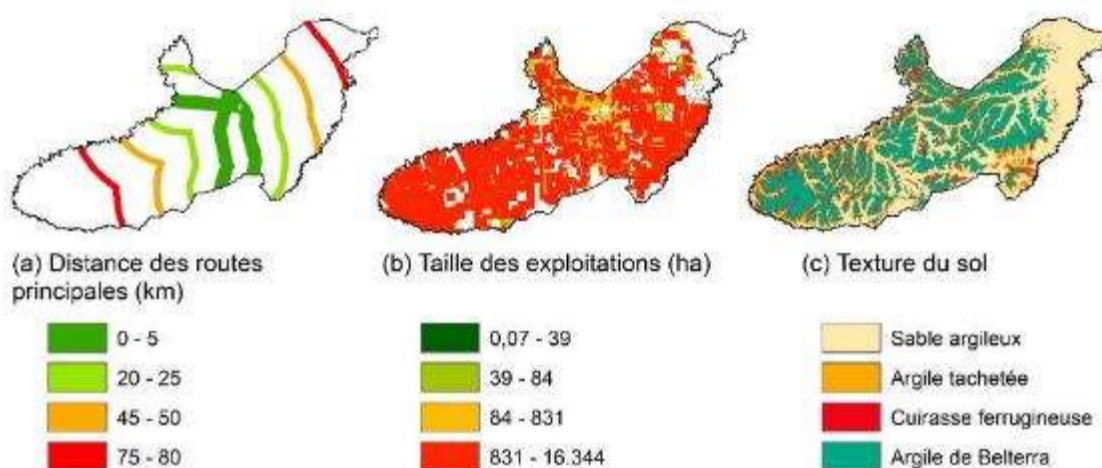 (a) Distance des routes
principales (km)
0 - 5
20 - 25
45 - 50
75 - 80
(b) Taille des exploitations (ha)
0,07 - 39
39 - 84
84 - 831
831 - 16.344
(c) Texture du sol
Sable argileux
Argile tachetée
Cuirasse ferrugineuse
Argile de Belterra